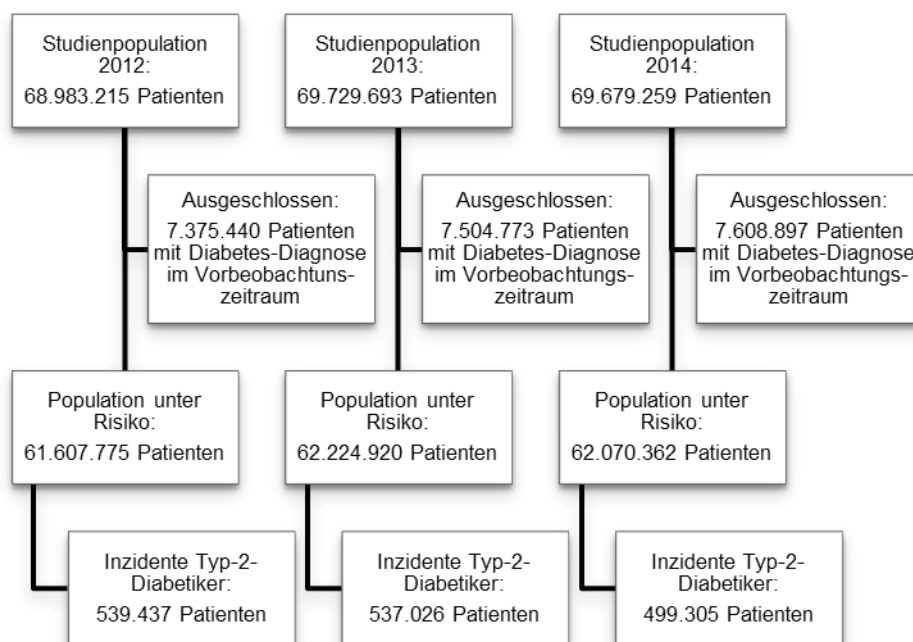 Studienpopulation
2012:
68.983.215 Patienten
Studienpopulation
2013:
69.729.693 Patienten
Studienpopulation
2014:
69.679.259 Patienten
Ausgeschlossen:
7.375.440 Patienten
mit Diabetes-Diagnose
im Vorbeobachtuns-
zeitraum
Ausgeschlossen:
7.504.773 Patienten
mit Diabetes-Diagnose
im Vorbeobachtungs-
zeitraum
Ausgeschlossen:
7.608.897 Patienten
mit Diabetes-Diagnose
im Vorbeobachtungs-
zeitraum
Population unter
Risiko:
61.607.775 Patienten
Population unter
Risiko:
62.224.920 Patienten
Population unter
Risiko:
62.070.362 Patienten
Inzidente Typ-2-
Diabetiker:
539.437 Patienten
Inzidente Typ-2-
Diabetiker:
537.026 Patienten
Inzidente Typ-2-
Diabetiker:
499.305 Patienten